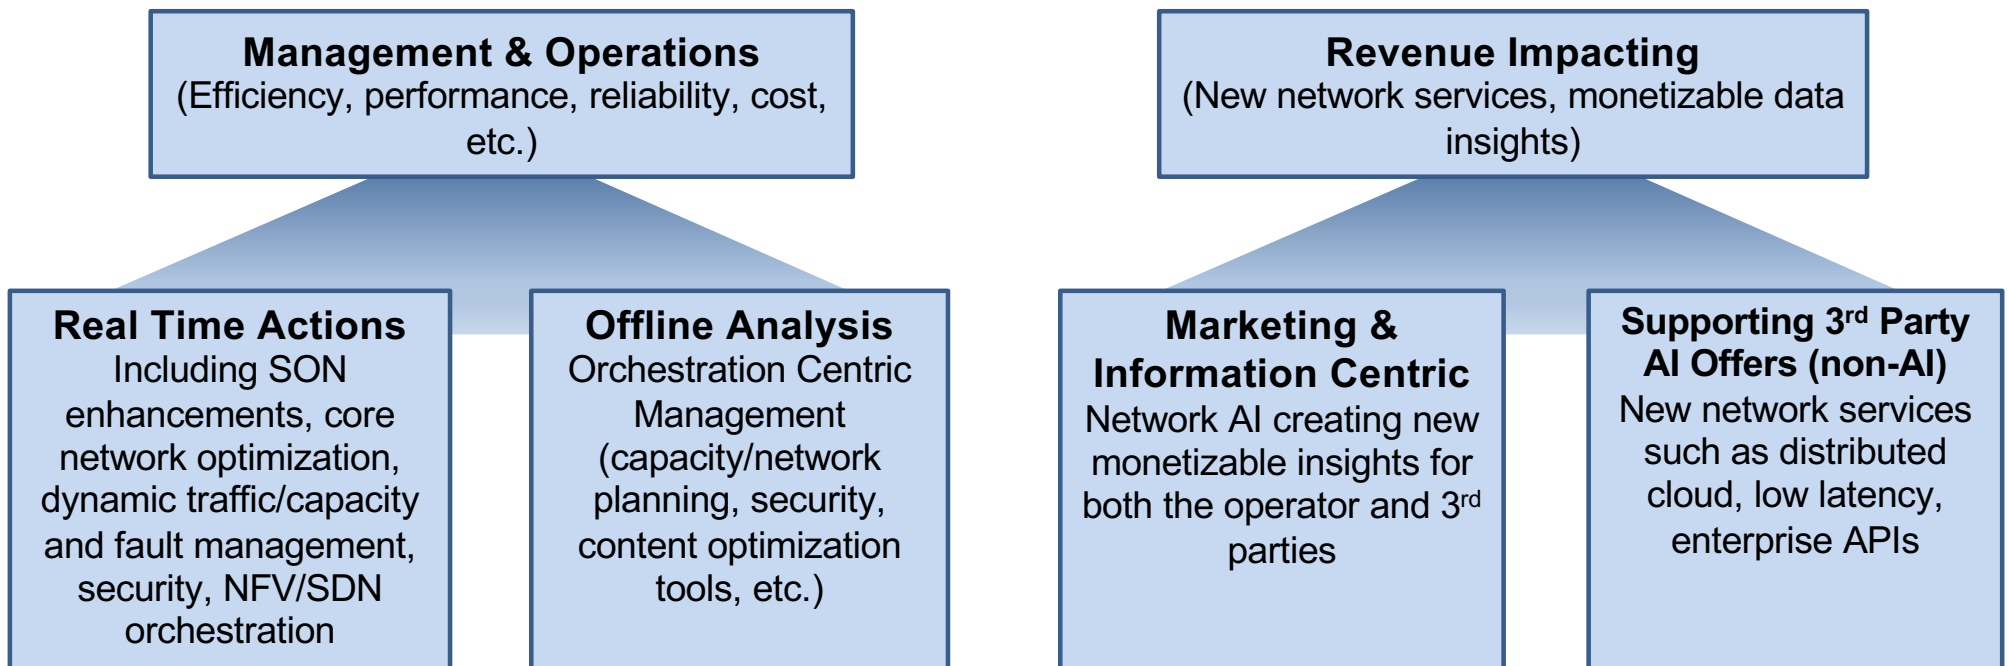 Management & Operations
(Efficiency, performance, reliability, cost,
etc.)
Revenue Impacting
(New network services, monetizable data
insights)
Real Time Actions
Including SON
enhancements, core
network optimization,
dynamic traffic/capacity
and fault management,
security, NFV/SDN
orchestration
Offline Analysis
Orchestration Centric
Management
(capacity/network
planning, security,
content optimization
tools, etc.)
Marketing &
Information Centric
Network AI creating new
monetizable insights for
both the operator and 3rd
parties
Supporting 3rd Party
AI Offers (non-AI)
New network services
such as distributed
cloud, low latency,
enterprise APIs